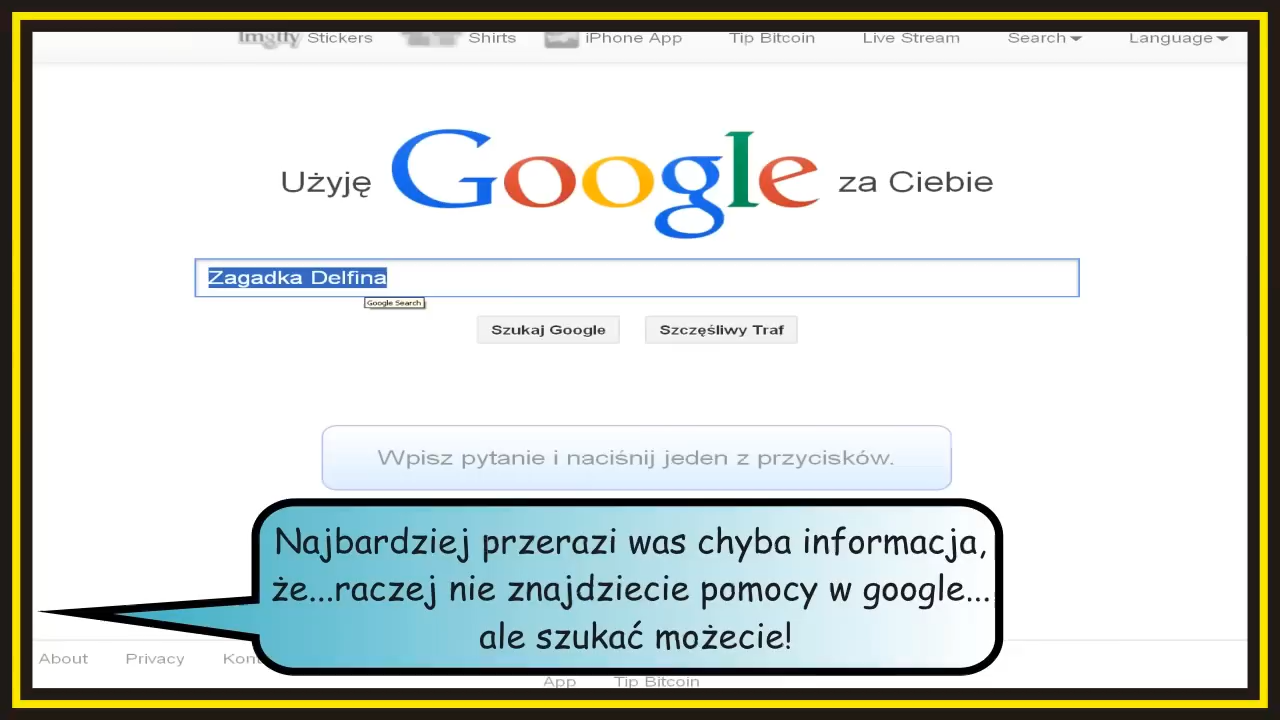 lmgtfy Stickers Shirts iPhone App Tip Bitcoin Live Stream Search Language
Użyję Google za Ciebie
Zagadka Delfina
Google Search
Szukaj Google Szczęśliwy Traf
Wpisz pytanie i naciśnij jeden z przycisków.
Najbardziej przerazi was chyba informacja,
że...raczej nie znajdziecie pomocy w google...
ale szukać możecie!
About Privacy Kon
App Tip Bitcoin